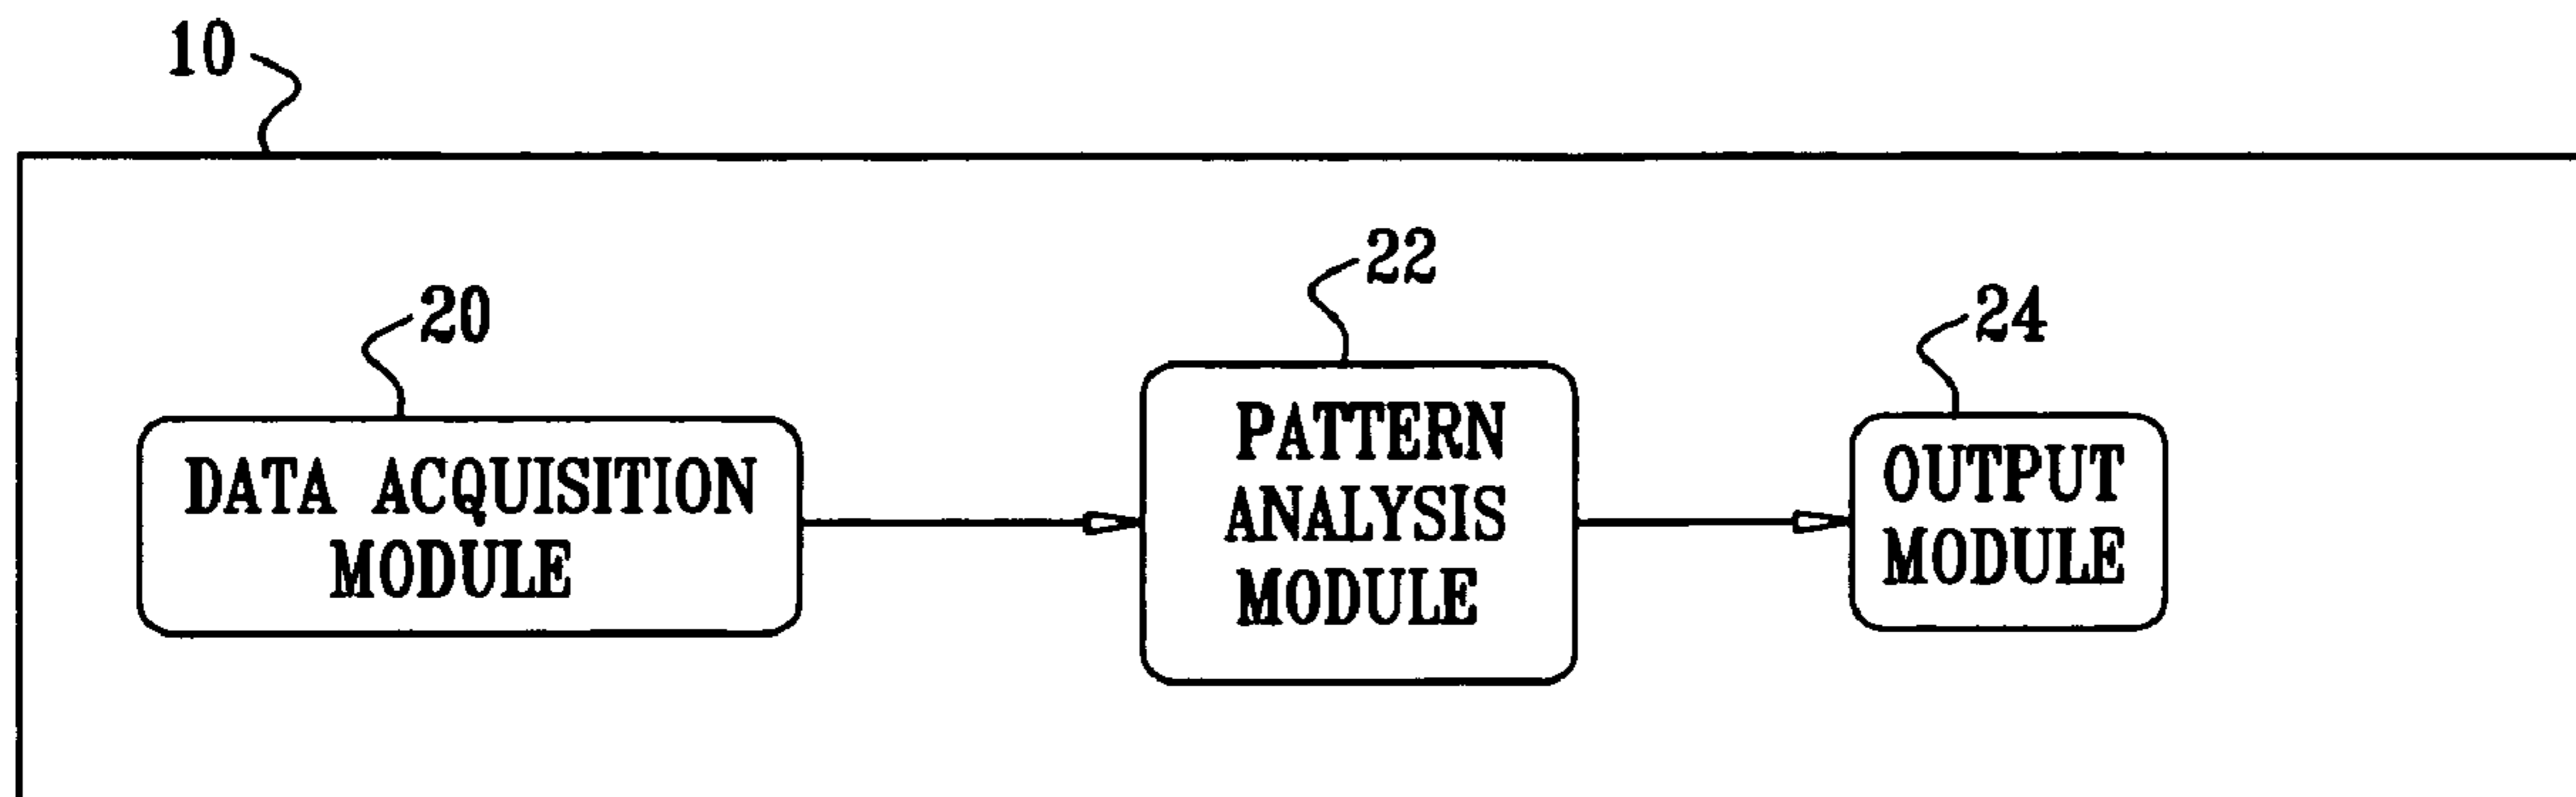 10
20
DATA ACQUISITION
MODULE
22
PATTERN
ANALYSIS
MODULE
24
OUTPUT
MODULE